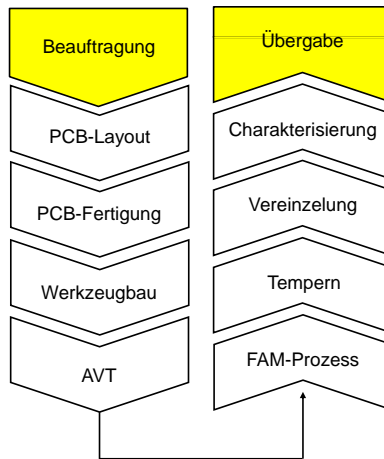 Beauftragung
PCB-Layout
PCB-Fertigung
Werkzeugbau
AVT
Übergabe
Charakterisierung
Vereinzelung
Tempern
FAM-Prozess